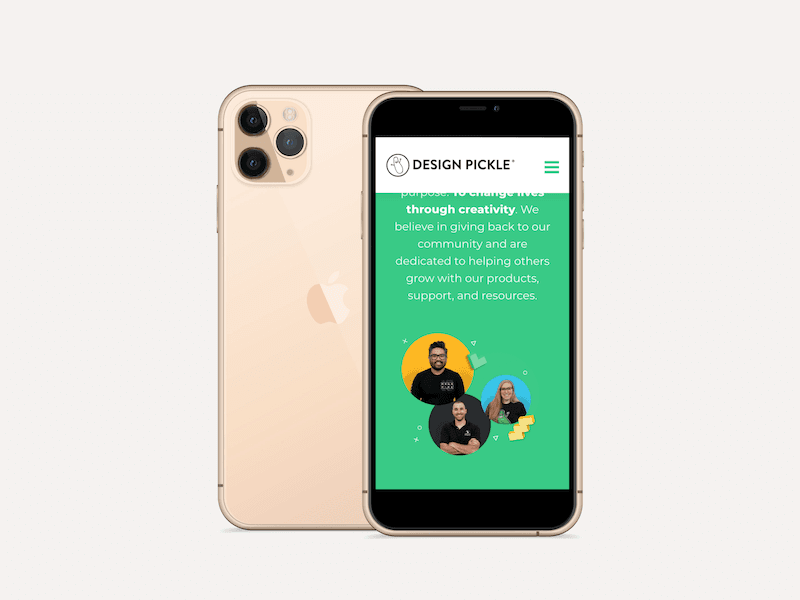 DESIGN PICKLE
purpose. To change lives
through creativity. We
believe in giving back to our
community and are
dedicated to helping others
grow with our products,
support, and resources.